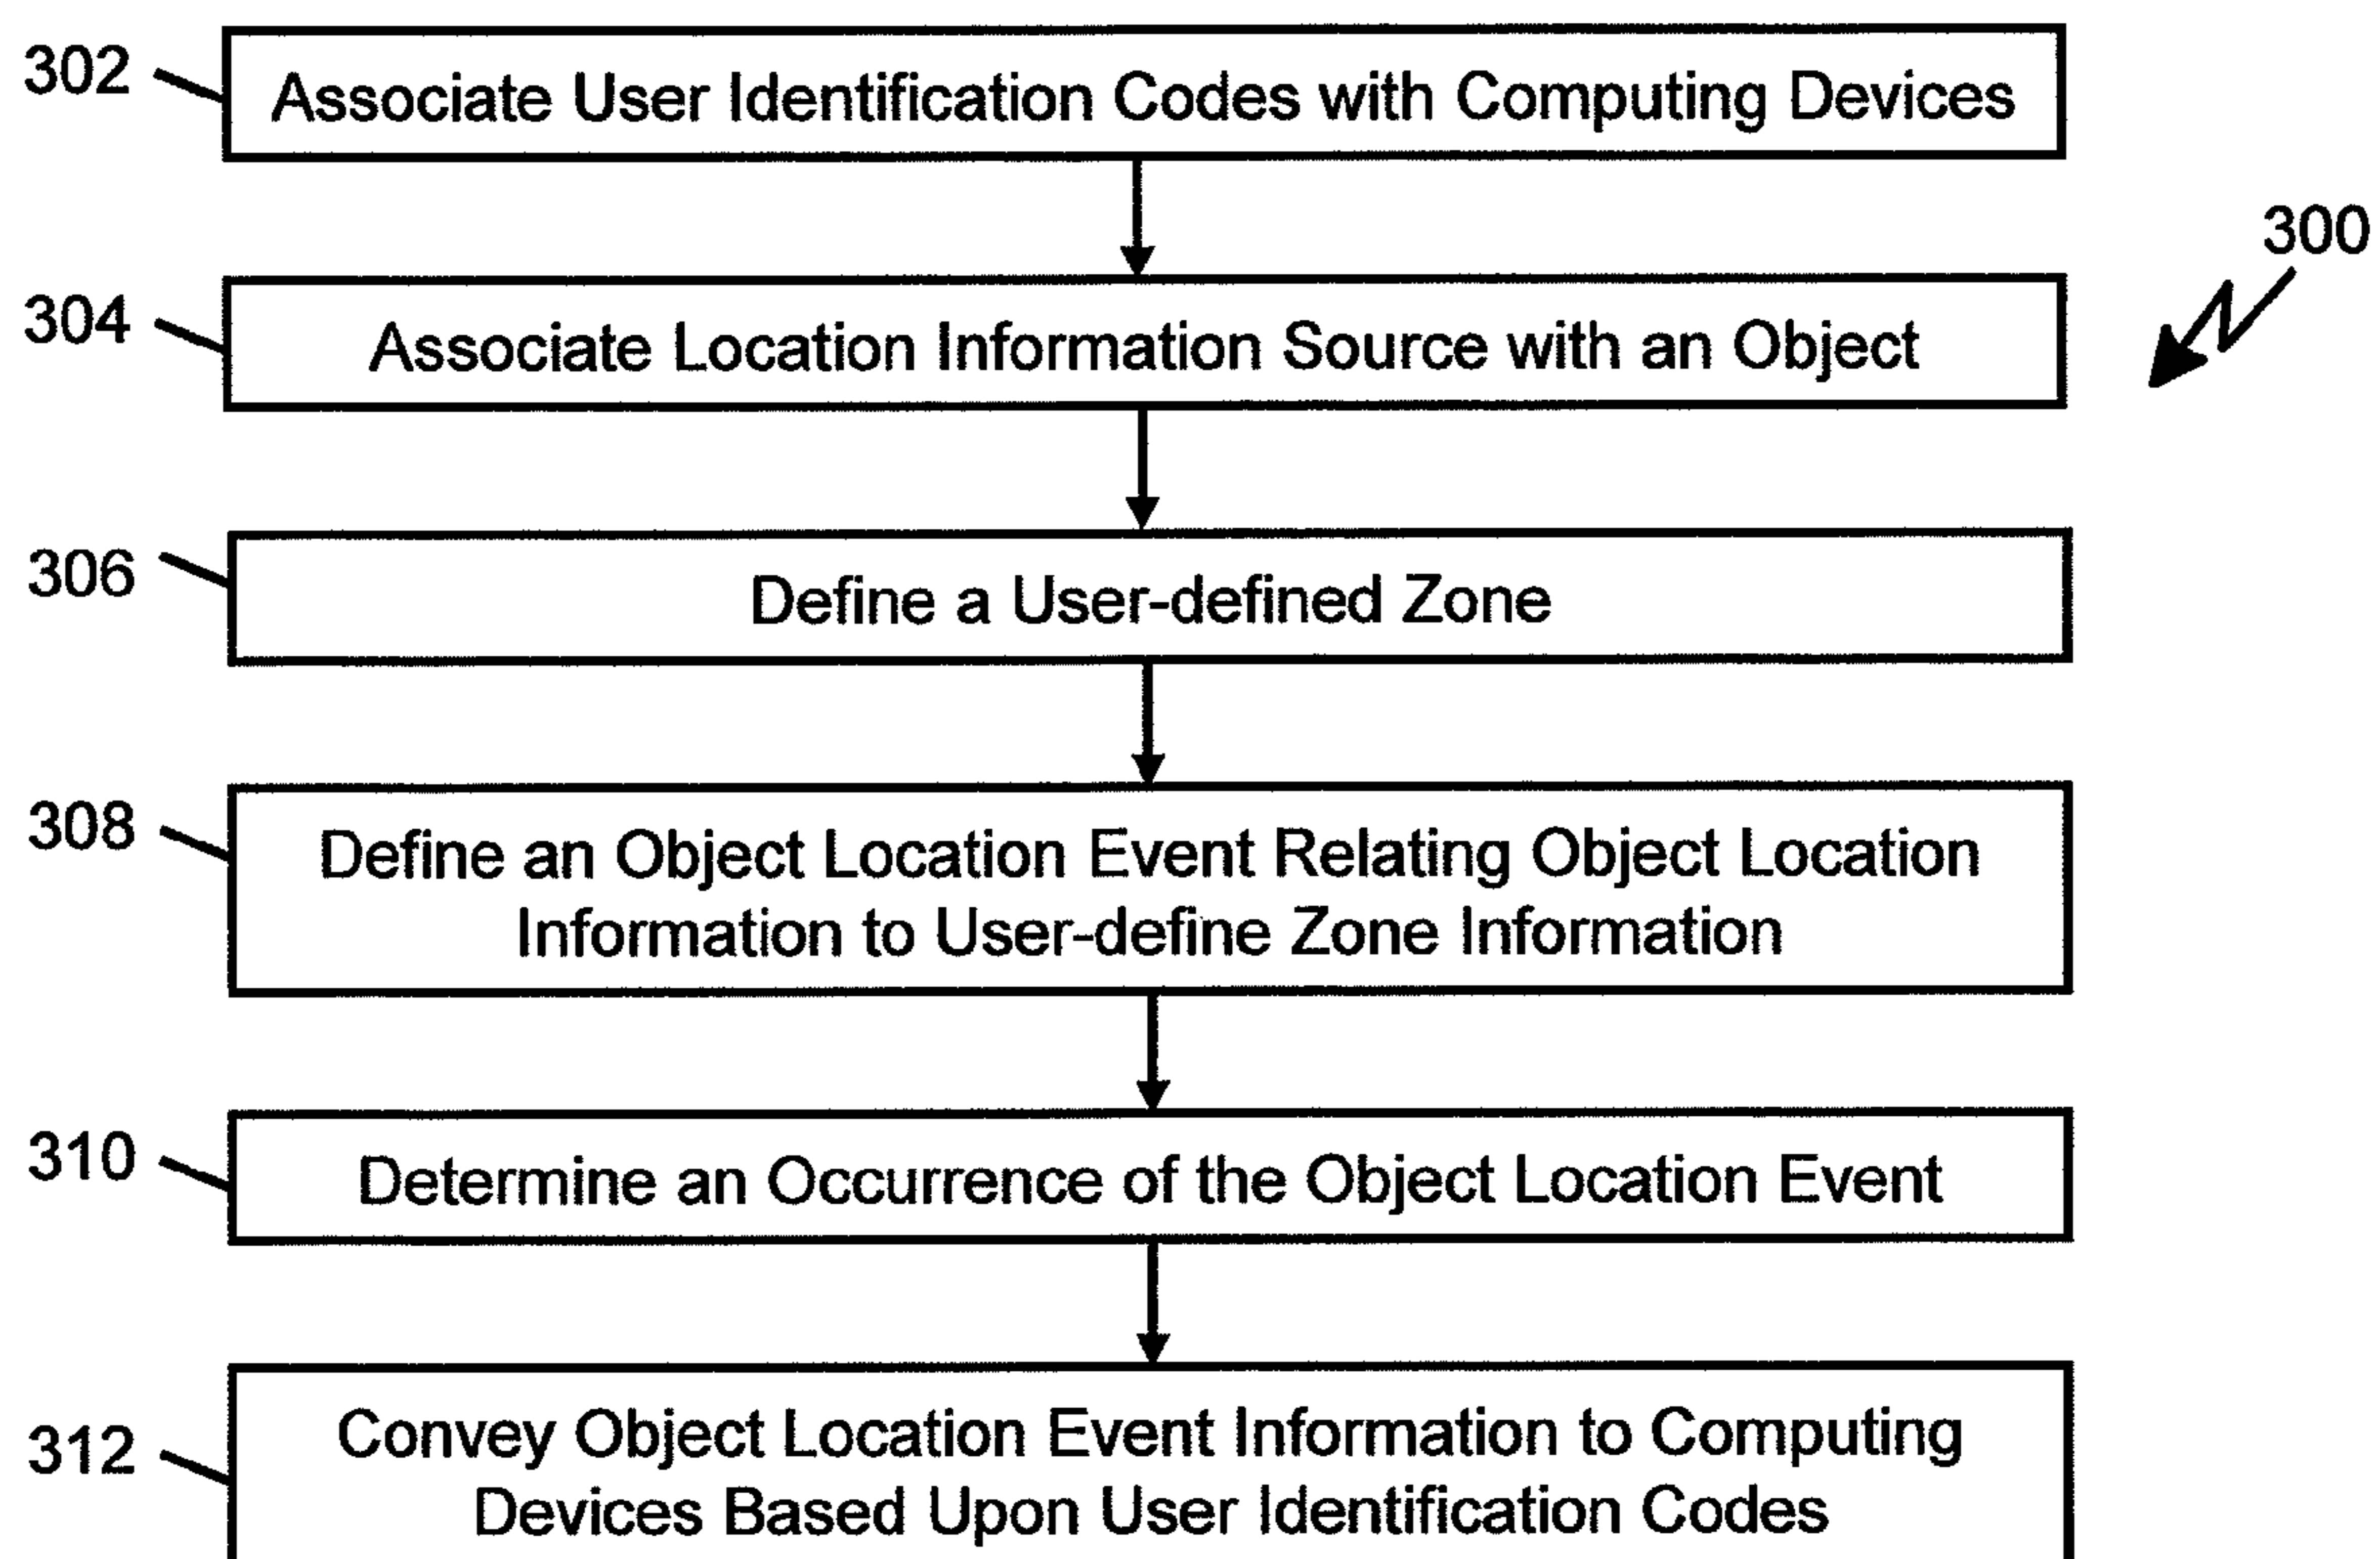 302
Associate User Identification Codes with Computing Devices
300
304
Associate Location Information Source with an Object
306
Define a User-defined Zone
308
Define an Object Location Event Relating Object Location
Information to User-define Zone Information
310
Determine an Occurrence of the Object Location Event
312
Convey Object Location Event Information to Computing
Devices Based Upon User Identification Codes